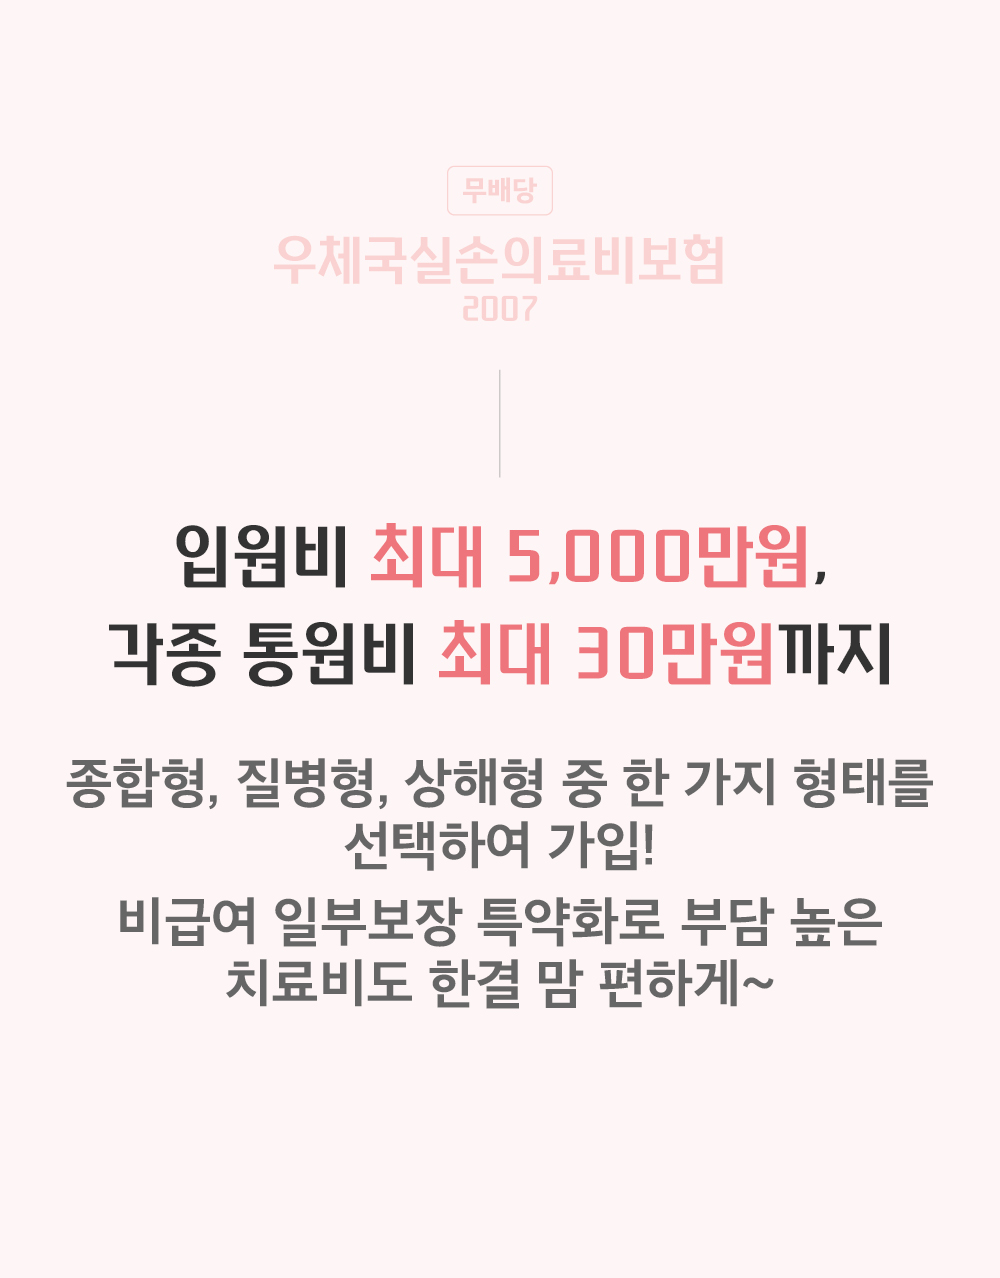 무배당
우체국실손의료비보험
2007
입원비 최대 5,000만원,
각종 통원비 최대 30만원까지
종합형, 질병형, 상해형 중 한 가지 형태를
선택하여 가입!
비급여 일부보장 특약화로 부담 높은
치료비도 한결 맘 편하게~